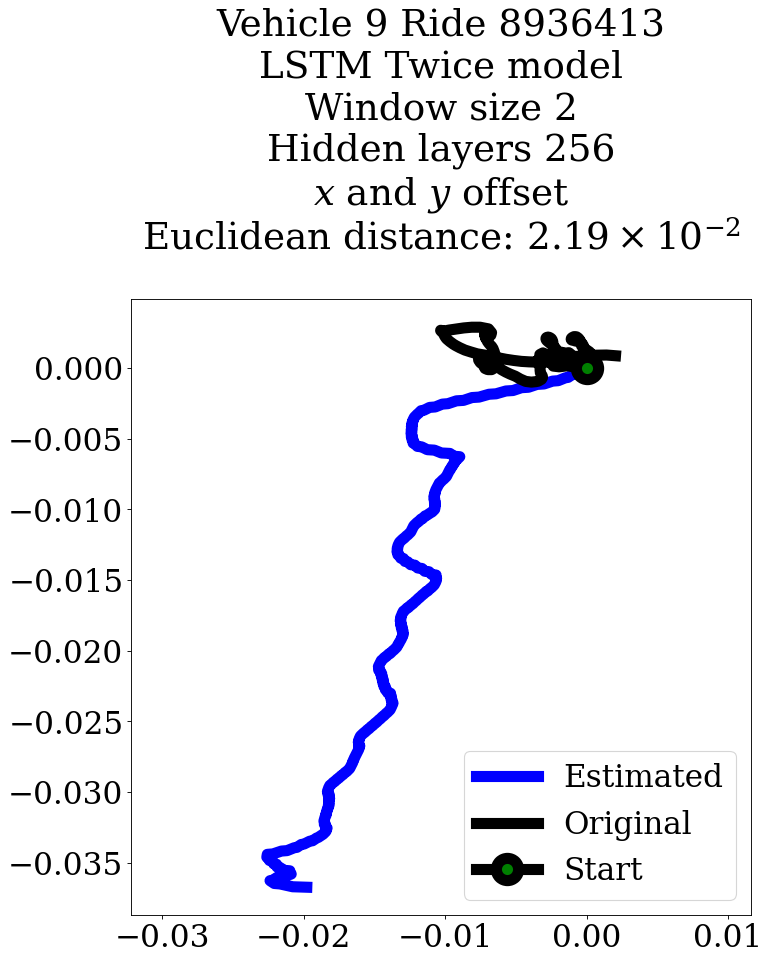 Vehicle 9 Ride 8936413
LSTM Twice model
Window size 2
Hidden layers 256
x and y offset
Euclidean distance: 2.19 × 10⁻²
0.000
−0.005
−0.010
−0.015
−0.020
−0.025
−0.030
−0.035
Estimated
Original
Start
−0.03 −0.02 −0.01 0.00 0.01